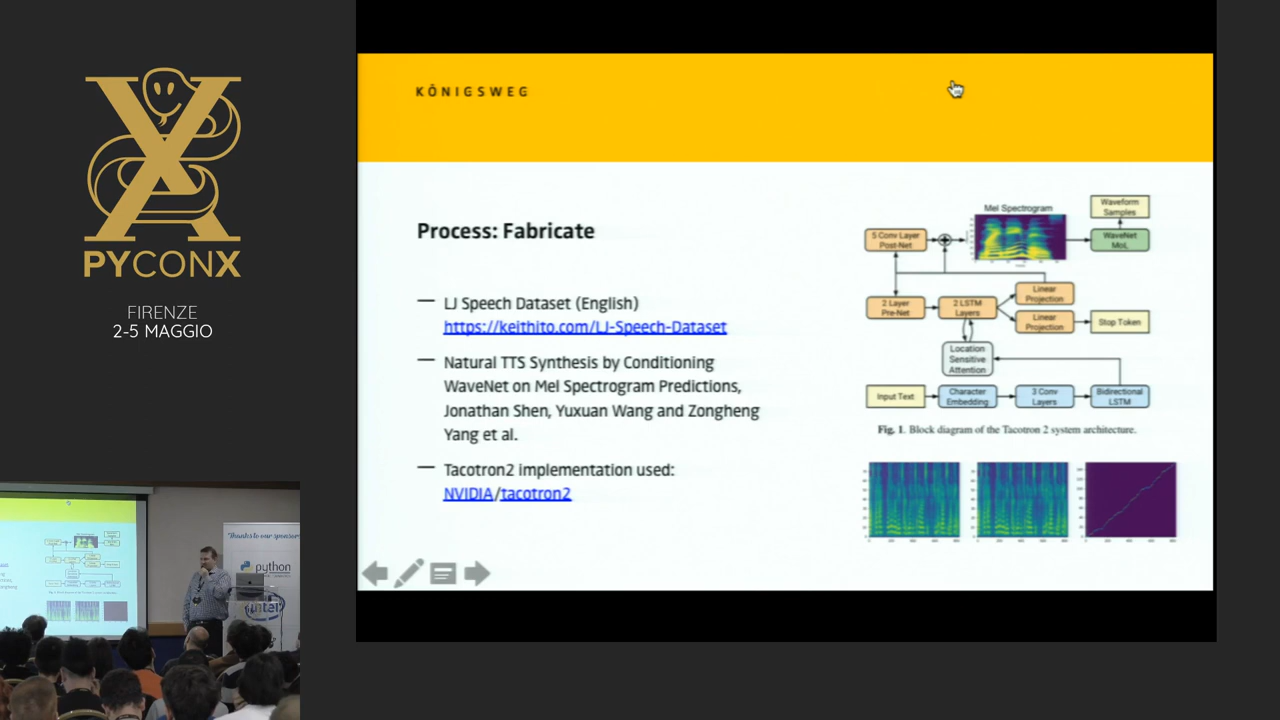 PYCONX
FIRENZE
2-5 MAGGIO
KÖNIGSWEG
Process: Fabricate
— LJ Speech Dataset (English)
https://keithito.com/LJ-Speech-Dataset
— Natural TTS Synthesis by Conditioning
WaveNet on Mel Spectrogram Predictions,
Jonathan Shen, Yuxuan Wang and Zongheng
Yang et al.
— Tacotron2 implementation used:
NVIDIA/tacotron2
Mel Spectrogram
Waveform
Samples
5 Conv Layer
Post-Net
WaveNet
MoL
2 Layer
Pre-Net
2 LSTM
Layers
Linear
Projection
Linear
Projection
Stop Token
Location
Sensitive
Attention
Input Text
Character
Embedding
3 Conv
Layers
Bidirectional
LSTM
Fig. 1. Block diagram of the Tacotron 2 system architecture.
"Thanks to our sponsor
python
intel